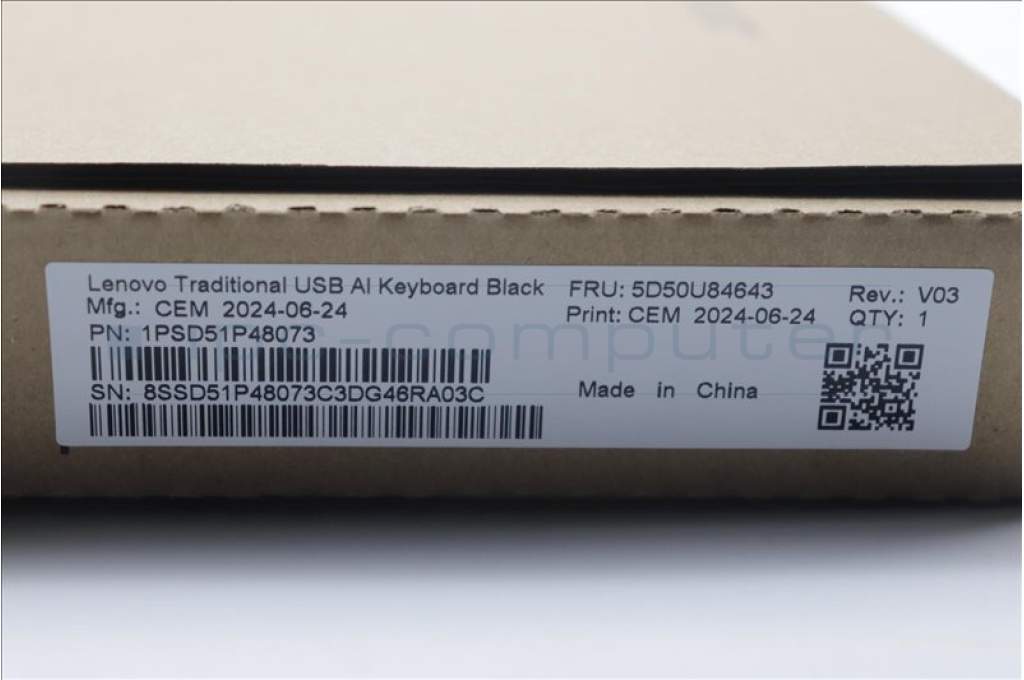 Lenovo Traditional USB AI Keyboard Black FRU: 5D50U84643 Rev.: V03
Mfg.: CEM 2024-06-24 Print: CEM 2024-06-24 QTY: 1
PN: 1PSD51P48073
SN: 8SSD51P48073C3DG46RA03C Made in China
computer